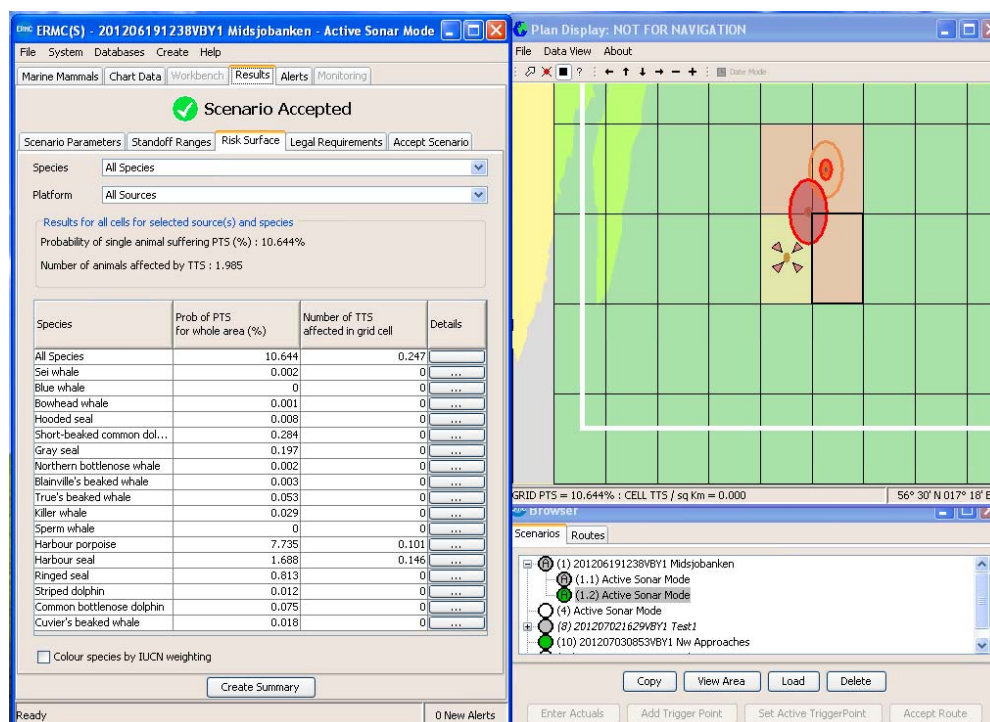 ERMC(S) - 201206191238VBY1 Midsjobanken - Active Sonar Mode
File System Databases Create Help
Marine Mammals Chart Data Workbench Results Alerts Monitoring
Scenario Accepted
Scenario Parameters Standoff Ranges Risk Surface Legal Requirements Accept Scenario
Species All Species
Platform All Sources
Results for all cells for selected source(s) and species
Probability of single animal suffering PTS (%) : 10.644%
Number of animals affected by TTS : 1.985
Species Prob of PTS for whole area (%) Number of TTS affected in grid cell Details
All Species 10.644 0.247
Sei whale 0.002 0 ...
Blue whale 0 0 ...
Bowhead whale 0.001 0 ...
Hooded seal 0.008 0 ...
Short-beaked common dol... 0.284 0 ...
Gray seal 0.197 0 ...
Northern bottlenose whale 0.002 0 ...
Blainville's beaked whale 0.003 0 ...
True's beaked whale 0.053 0 ...
Killer whale 0.029 0 ...
Sperm whale 0 0 ...
Harbour porpoise 7.735 0.101 ...
Harbour seal 1.688 0.146 ...
Ringed seal 0.813 0 ...
Striped dolphin 0.012 0 ...
Common bottlenose dolphin 0.075 0 ...
Cuvier's beaked whale 0.018 0 ...
Colour species by IUCN weighting
Create Summary
Ready 0 New Alerts
Plan Display: NOT FOR NAVIGATION
File Data View About
? Date Mode
GRID PTS = 10.644% : CELL TTS / sq Km = 0.000 56° 30' N 017° 18' E
Browser
Scenarios Routes
(1) 201206191238VBY1 Midsjobanken
(1.1) Active Sonar Mode
(1.2) Active Sonar Mode
(4) Active Sonar Mode
(8) 201207021629VBY1 Test1
(10) 201207030853VBY1 Nw Approaches
Copy View Area Load Delete
Enter Actuals Add Trigger Point Set Active TriggerPoint Accept Route